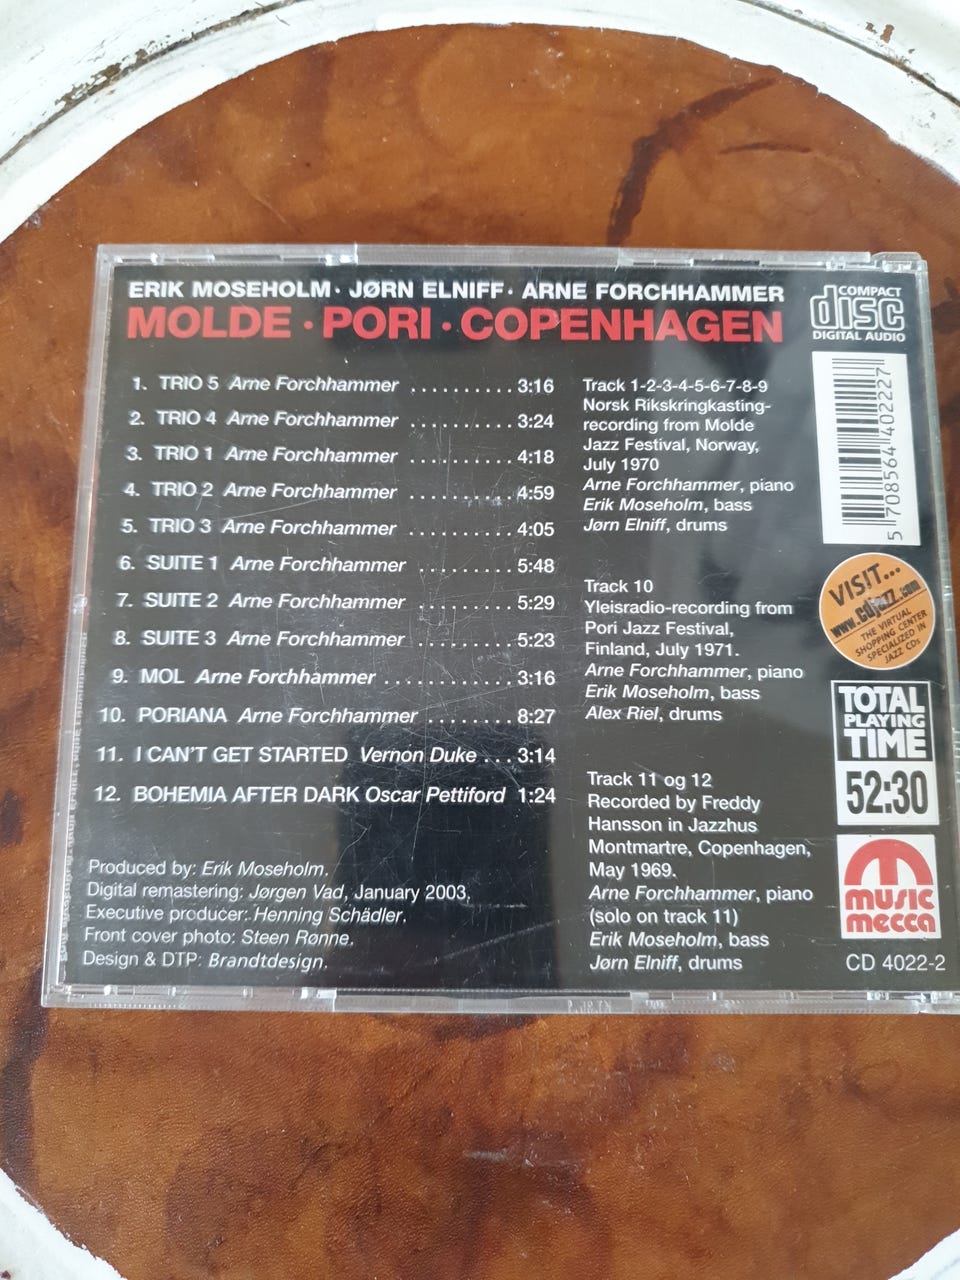 ERIK MOSEHOLM · JØRN ELNIFF · ARNE FORCHHAMMER
MOLDE · PORI · COPENHAGEN
COMPACT
disc
DIGITAL AUDIO
1. TRIO 5 Arne Forchhammer .......... 3:16
2. TRIO 4 Arne Forchhammer .......... 3:24
3. TRIO 1 Arne Forchhammer .......... 4:18
4. TRIO 2 Arne Forchhammer .......... 4:59
5. TRIO 3 Arne Forchhammer .......... 4:05
6. SUITE 1 Arne Forchhammer ......... 5:48
7. SUITE 2 Arne Forchhammer ......... 5:29
8. SUITE 3 Arne Forchhammer ......... 5:23
9. MOL Arne Forchhammer ............ 3:16
10. PORIANA Arne Forchhammer ........ 8:27
11. I CAN'T GET STARTED Vernon Duke ... 3:14
12. BOHEMIA AFTER DARK Oscar Pettiford 1:24
Produced by: Erik Moseholm.
Digital remastering: Jørgen Vad, January 2003.
Executive producer: Henning Schädler.
Front cover photo: Steen Rønne.
Design & DTP: Brandtdesign.
Track 1-2-3-4-5-6-7-8-9
Norsk Rikskringkasting-
recording from Molde
Jazz Festival, Norway,
July 1970
Arne Forchhammer, piano
Erik Moseholm, bass
Jørn Elniff, drums
Track 10
Yleisradio-recording from
Pori Jazz Festival,
Finland, July 1971.
Arne Forchhammer, piano
Erik Moseholm, bass
Alex Riel, drums
Track 11 og 12
Recorded by Freddy
Hansson in Jazzhus
Montmartre, Copenhagen,
May 1969.
Arne Forchhammer, piano
(solo on track 11)
Erik Moseholm, bass
Jørn Elniff, drums
5 708564 402227
VISIT...
www.cdjazz.com
THE VIRTUAL
SHOPPING CENTER
SPECIALIZED IN
JAZZ CDs
TOTAL
PLAYING
TIME
52:30
music
mecca
CD 4022-2